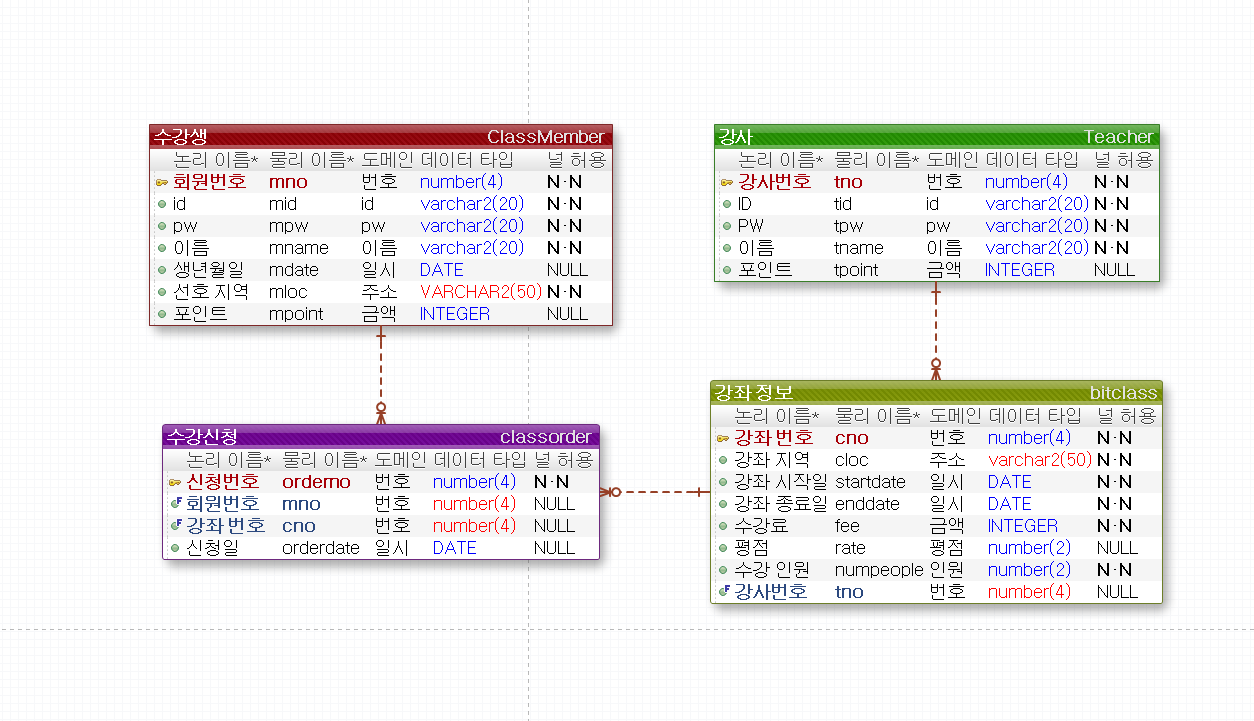 수강생 ClassMember
논리 이름* 물리 이름* 도메인 데이터 타입 널 허용
회원번호 mno 번호 number(4) N·N
id mid id varchar2(20) N·N
pw mpw pw varchar2(20) N·N
이름 mname 이름 varchar2(20) N·N
생년월일 mdate 일시 DATE NULL
선호 지역 mloc 주소 VARCHAR2(50) N·N
포인트 mpoint 금액 INTEGER NULL
강사 Teacher
논리 이름* 물리 이름* 도메인 데이터 타입 널 허용
강사번호 tno 번호 number(4) N·N
ID tid id varchar2(20) N·N
PW tpw pw varchar2(20) N·N
이름 tname 이름 varchar2(20) N·N
포인트 tpoint 금액 INTEGER NULL
수강신청 classorder
논리 이름* 물리 이름* 도메인 데이터 타입 널 허용
신청번호 orderno 번호 number(4) N·N
회원번호 mno 번호 number(4) NULL
강좌 번호 cno 번호 number(4) NULL
신청일 orderdate 일시 DATE NULL
강좌 정보 bitclass
논리 이름* 물리 이름* 도메인 데이터 타입 널 허용
강좌 번호 cno 번호 number(4) N·N
강좌 지역 cloc 주소 varchar2(50) N·N
강좌 시작일 startdate 일시 DATE N·N
강좌 종료일 enddate 일시 DATE N·N
수강료 fee 금액 INTEGER N·N
평점 rate 평점 number(2) NULL
수강 인원 numpeople 인원 number(2) N·N
강사번호 tno 번호 number(4) NULL